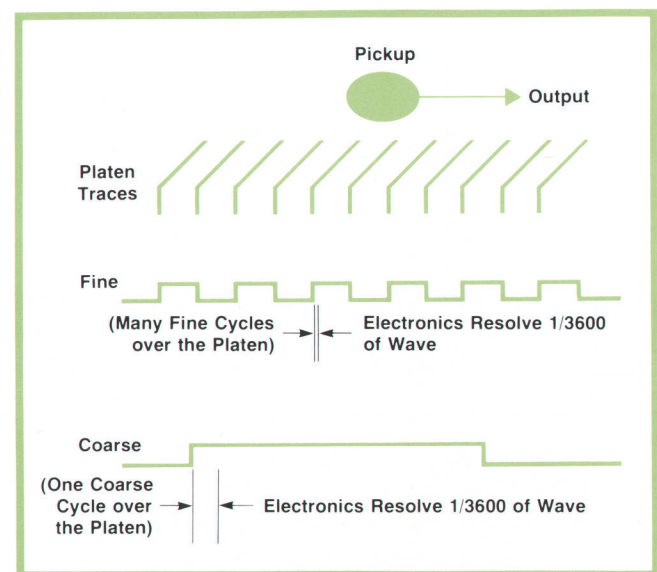 Pickup
Output
Platen
Traces
Fine
(Many Fine Cycles
over the Platen)
Electronics Resolve 1/3600
of Wave
Coarse
(One Coarse
Cycle over
the Platen)
Electronics Resolve 1/3600 of Wave